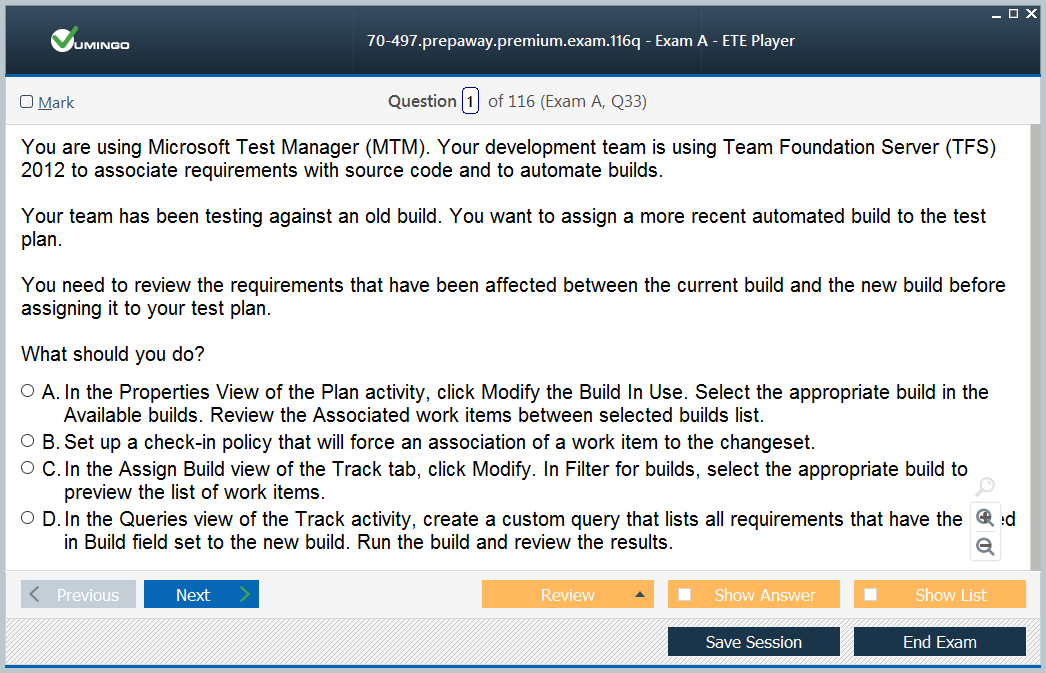 VUMINGO
70-497.prepaway.premium.exam.116q - Exam A - ETE Player
Mark
Question 1 of 116 (Exam A, Q33)
You are using Microsoft Test Manager (MTM). Your development team is using Team Foundation Server (TFS)
2012 to associate requirements with source code and to automate builds.
Your team has been testing against an old build. You want to assign a more recent automated build to the test
plan.
You need to review the requirements that have been affected between the current build and the new build before
assigning it to your test plan.
What should you do?
A. In the Properties View of the Plan activity, click Modify the Build In Use. Select the appropriate build in the
Available builds. Review the Associated work items between selected builds list.
B. Set up a check-in policy that will force an association of a work item to the changeset.
C. In the Assign Build view of the Track tab, click Modify. In Filter for builds, select the appropriate build to
preview the list of work items.
D. In the Queries view of the Track activity, create a custom query that lists all requirements that have the
in Build field set to the new build. Run the build and review the results.
Previous
Next
Review
Show Answer
Show List
Save Session
End Exam